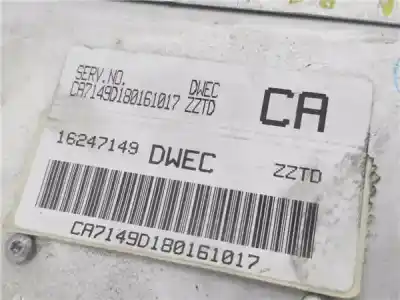 SERV.NO. DWEC
CA7149D180161017 ZZTD
CA
16247149 DWEC ZZTD
CA7149D180161017